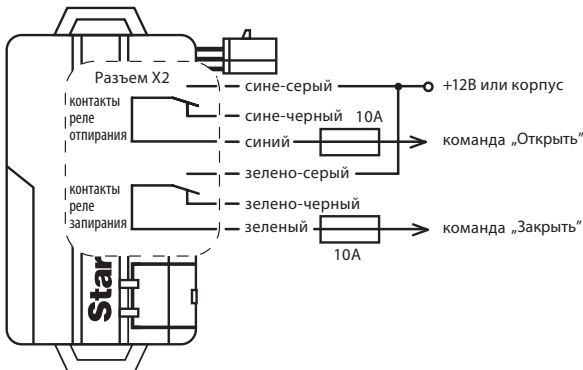 Разъем X2
сине-серый
+12В или корпус
контакты
реле
отпирания
сине-черный
10А
синий
команда „Открыть”
зелено-серый
контакты
реле
запирания
зелено-черный
зеленый
10А
команда „Закрыть”
Star